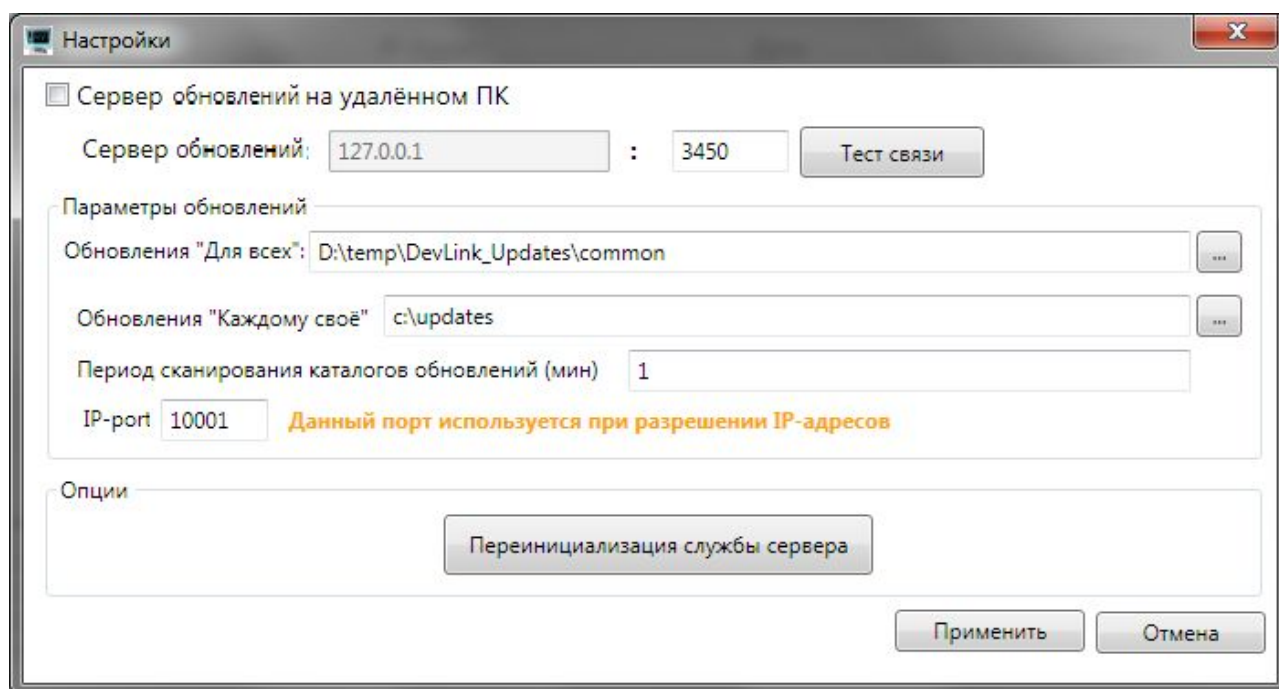 Настройки
Сервер обновлений на удалённом ПК
Сервер обновлений: 127.0.0.1 : 3450 Тест связи
Параметры обновлений
Обновления "Для всех": D:\temp\DevLink_Updates\common ...
Обновления "Каждому своё" c:\updates ...
Период сканирования каталогов обновлений (мин) 1
IP-port 10001 Данный порт используется при разрешении IP-адресов
Опции
Переинициализация службы сервера
Применить Отмена